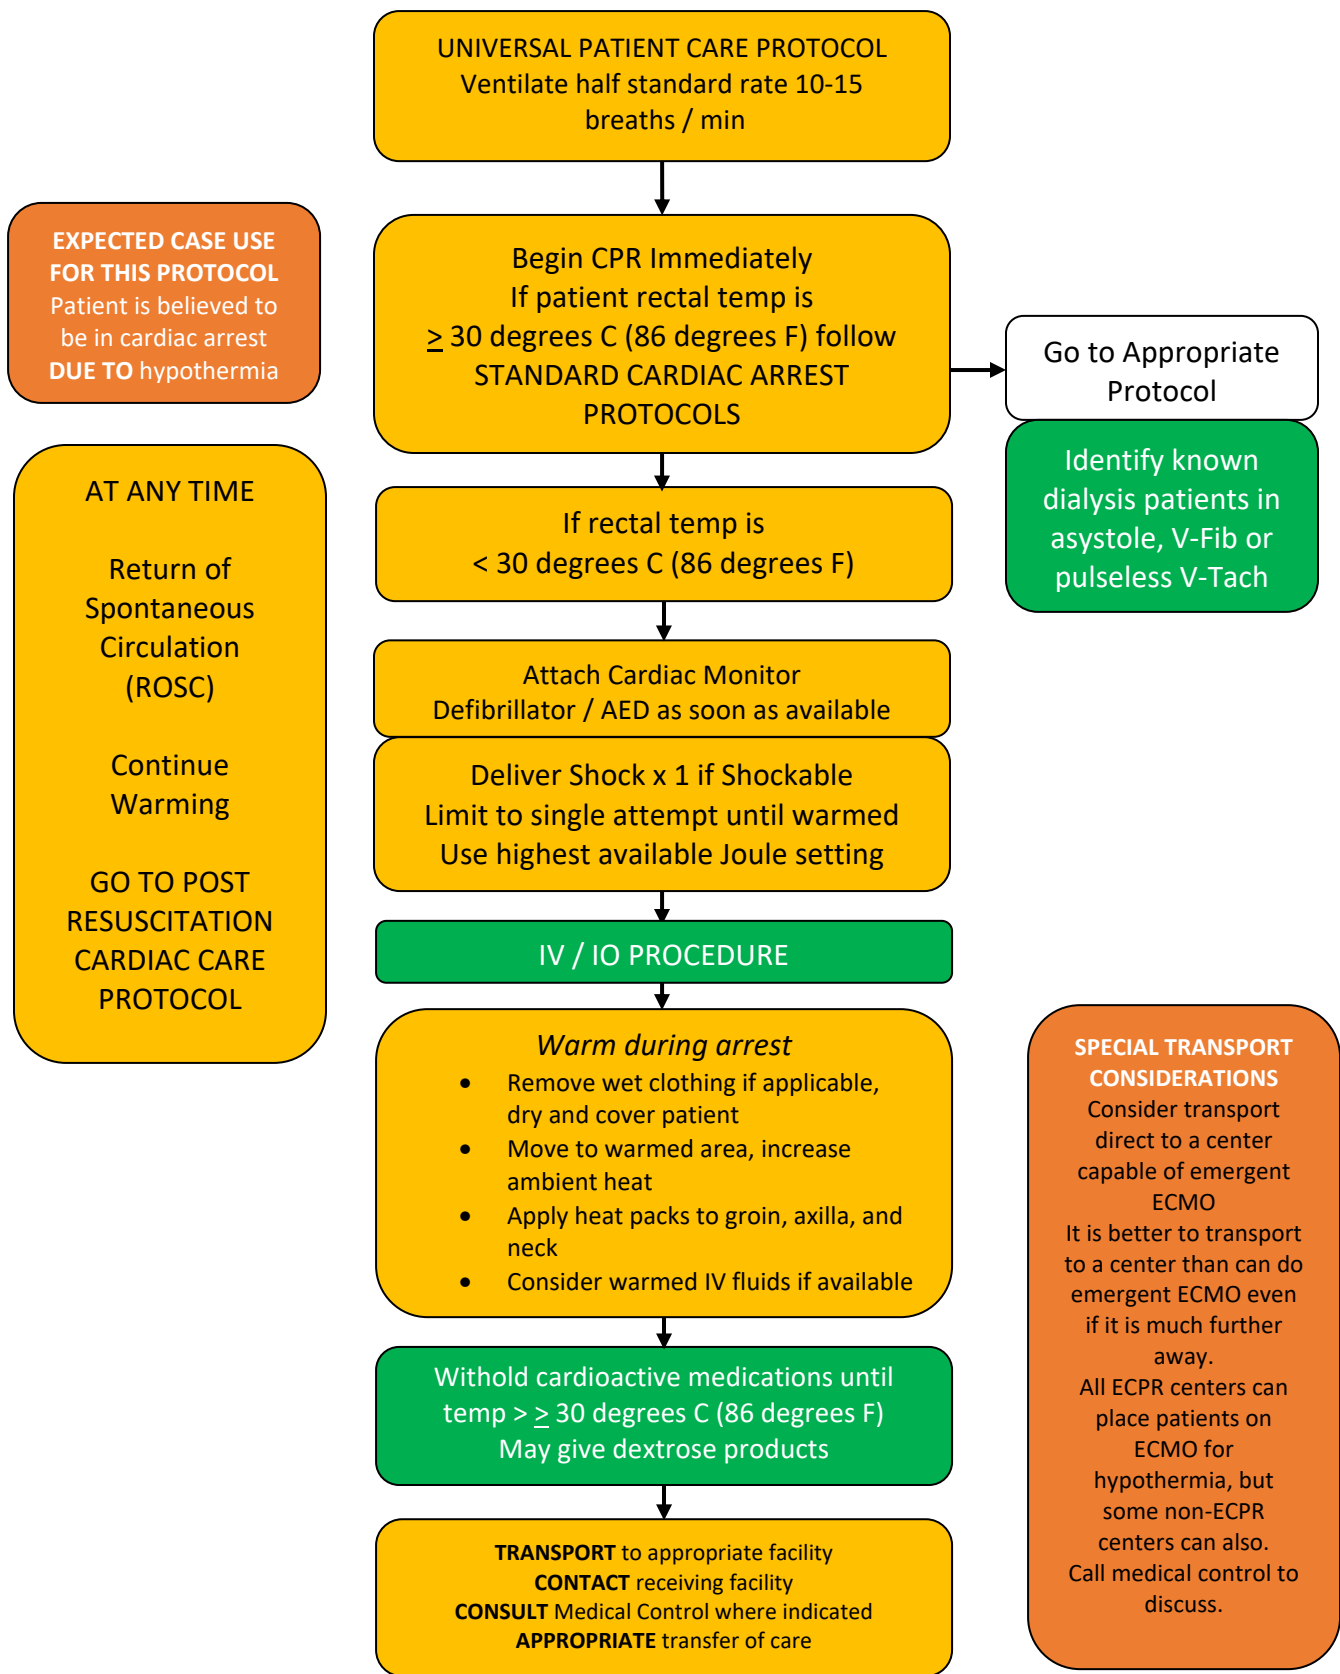 UNIVERSAL PATIENT CARE PROTOCOL
Ventilate half standard rate 10-15
breaths / min
EXPECTED CASE USE
FOR THIS PROTOCOL
Patient is believed to
be in cardiac arrest
DUE TO hypothermia
Begin CPR Immediately
If patient rectal temp is
≥ 30 degrees C (86 degrees F) follow
STANDARD CARDIAC ARREST
PROTOCOLS
Go to Appropriate
Protocol
Identify known
dialysis patients in
asystole, V-Fib or
pulseless V-Tach
AT ANY TIME
Return of
Spontaneous
Circulation
(ROSC)
Continue
Warming
GO TO POST
RESUSCITATION
CARDIAC CARE
PROTOCOL
If rectal temp is
< 30 degrees C (86 degrees F)
Attach Cardiac Monitor
Defibrillator / AED as soon as available
Deliver Shock x 1 if Shockable
Limit to single attempt until warmed
Use highest available Joule setting
IV / IO PROCEDURE
Warm during arrest
• Remove wet clothing if applicable,
dry and cover patient
• Move to warmed area, increase
ambient heat
• Apply heat packs to groin, axilla, and
neck
• Consider warmed IV fluids if available
Withold cardioactive medications until
temp > ≥ 30 degrees C (86 degrees F)
May give dextrose products
TRANSPORT to appropriate facility
CONTACT receiving facility
CONSULT Medical Control where indicated
APPROPRIATE transfer of care
SPECIAL TRANSPORT
CONSIDERATIONS
Consider transport
direct to a center
capable of emergent
ECMO
It is better to transport
to a center than can do
emergent ECMO even
if it is much further
away.
All ECPR centers can
place patients on
ECMO for
hypothermia, but
some non-ECPR
centers can also.
Call medical control to
discuss.